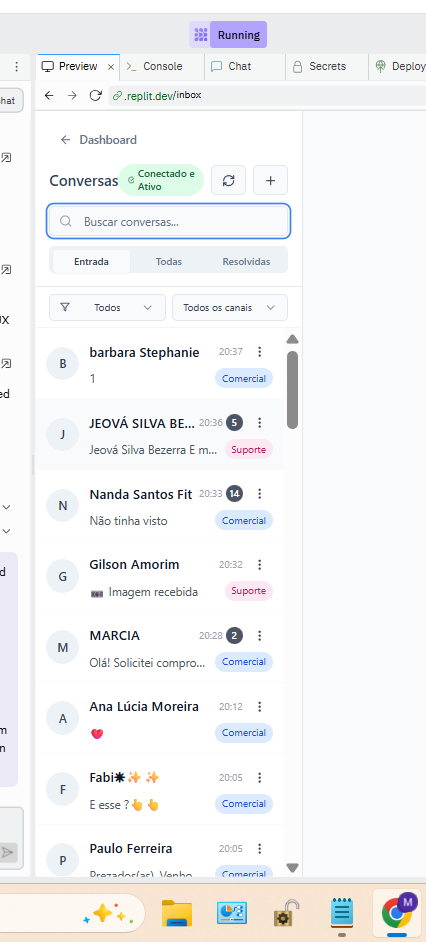 Running
Preview × Console Chat Secrets Deploy
.replit.dev/inbox
hat
Dashboard
Conversas
Conectado e
Ativo
Buscar conversas...
Entrada Todas Resolvidas
Todos Todos os canais
B
barbara Stephanie 20:37
1 Comercial
J
JEOVÁ SILVA BE... 20:36 5
Jeová Silva Bezerra E m... Suporte
N
Nanda Santos Fit 20:33 14
Não tinha visto Comercial
G
Gilson Amorim 20:32
📷 Imagem recebida Suporte
M
MARCIA 20:28 2
Olá! Solicitei compro... Comercial
A
Ana Lúcia Moreira 20:12
❤️ Comercial
F
Fabi✷✨✨ 20:05
E esse ?👆👆 Comercial
P
Paulo Ferreira 20:05
Prezados(as), Venho Comercial
UX
ed
d
m
n
M